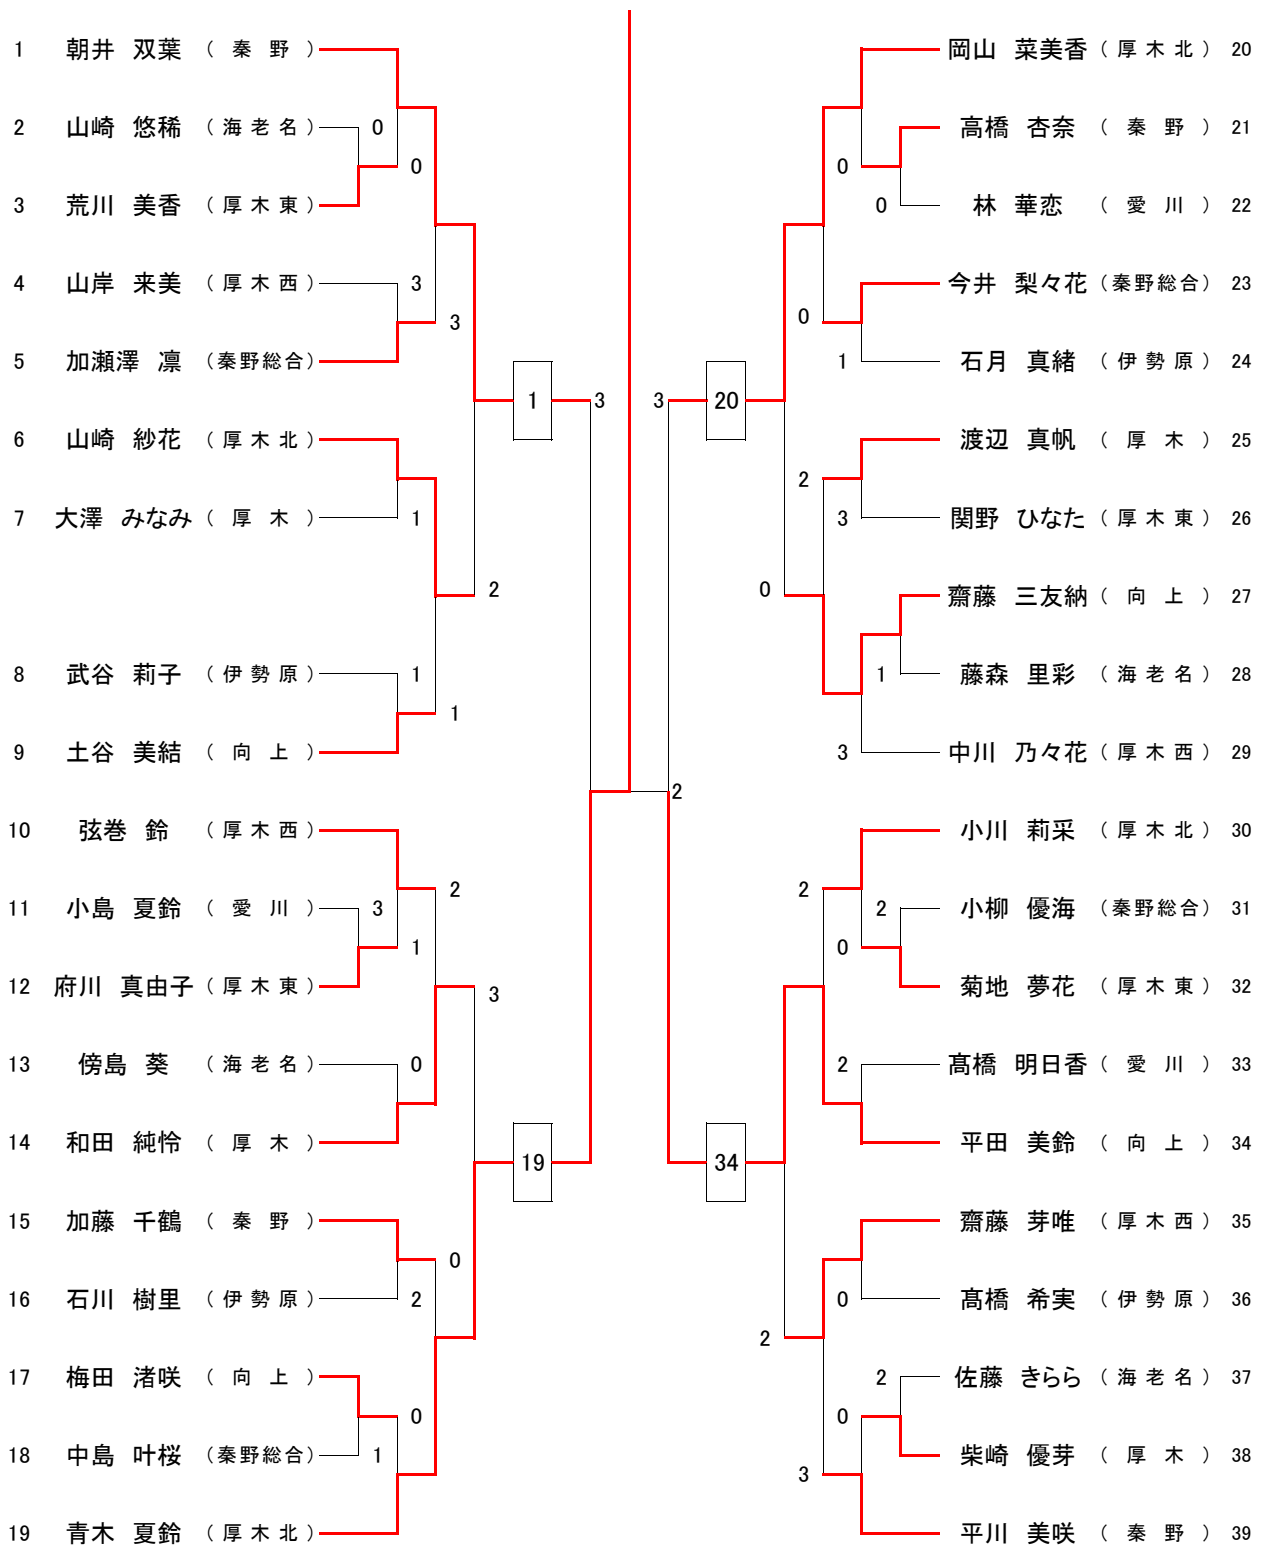 1 朝井 双葉 （ 秦 野 ）
2 山崎 悠稀 （ 海 老 名 ）
0
0
3 荒川 美香 （ 厚 木 東 ）
4 山岸 来美 （ 厚 木 西 ）
3
3
5 加瀬澤 凛 （秦野総合）
1
3
6 山崎 紗花 （ 厚 木 北 ）
7 大澤 みなみ （ 厚 木 ）
1
2
8 武谷 莉子 （ 伊 勢 原 ）
1
1
9 土谷 美結 （ 向 上 ）
10 弦巻 鈴 （ 厚 木 西 ）
2
11 小島 夏鈴 （ 愛 川 ）
3
1
12 府川 真由子 （ 厚 木 東 ）
3
13 傍島 葵 （ 海 老 名 ）
0
14 和田 純怜 （ 厚 木 ）
19
15 加藤 千鶴 （ 秦 野 ）
0
16 石川 樹里 （ 伊 勢 原 ）
2
17 梅田 渚咲 （ 向 上 ）
0
18 中島 叶桜 （秦野総合）
1
19 青木 夏鈴 （ 厚 木 北 ）
岡山 菜美香 （ 厚 木 北 ） 20
高橋 杏奈 （ 秦 野 ） 21
0
0
林 華恋 （ 愛 川 ） 22
今井 梨々花 （秦野総合） 23
0
1
石月 真緒 （ 伊 勢 原 ） 24
3
20
渡辺 真帆 （ 厚 木 ） 25
2
3
関野 ひなた （ 厚 木 東 ） 26
0
齋藤 三友納 （ 向 上 ） 27
1
藤森 里彩 （ 海 老 名 ） 28
3
中川 乃々花 （ 厚 木 西 ） 29
2
小川 莉采 （ 厚 木 北 ） 30
2
2
小柳 優海 （秦野総合） 31
0
菊地 夢花 （ 厚 木 東 ） 32
2
髙橋 明日香 （ 愛 川 ） 33
平田 美鈴 （ 向 上 ） 34
34
齋藤 芽唯 （ 厚 木 西 ） 35
0
髙橋 希実 （ 伊 勢 原 ） 36
2
2
佐藤 きらら （ 海 老 名 ） 37
0
柴崎 優芽 （ 厚 木 ） 38
3
平川 美咲 （ 秦 野 ） 39